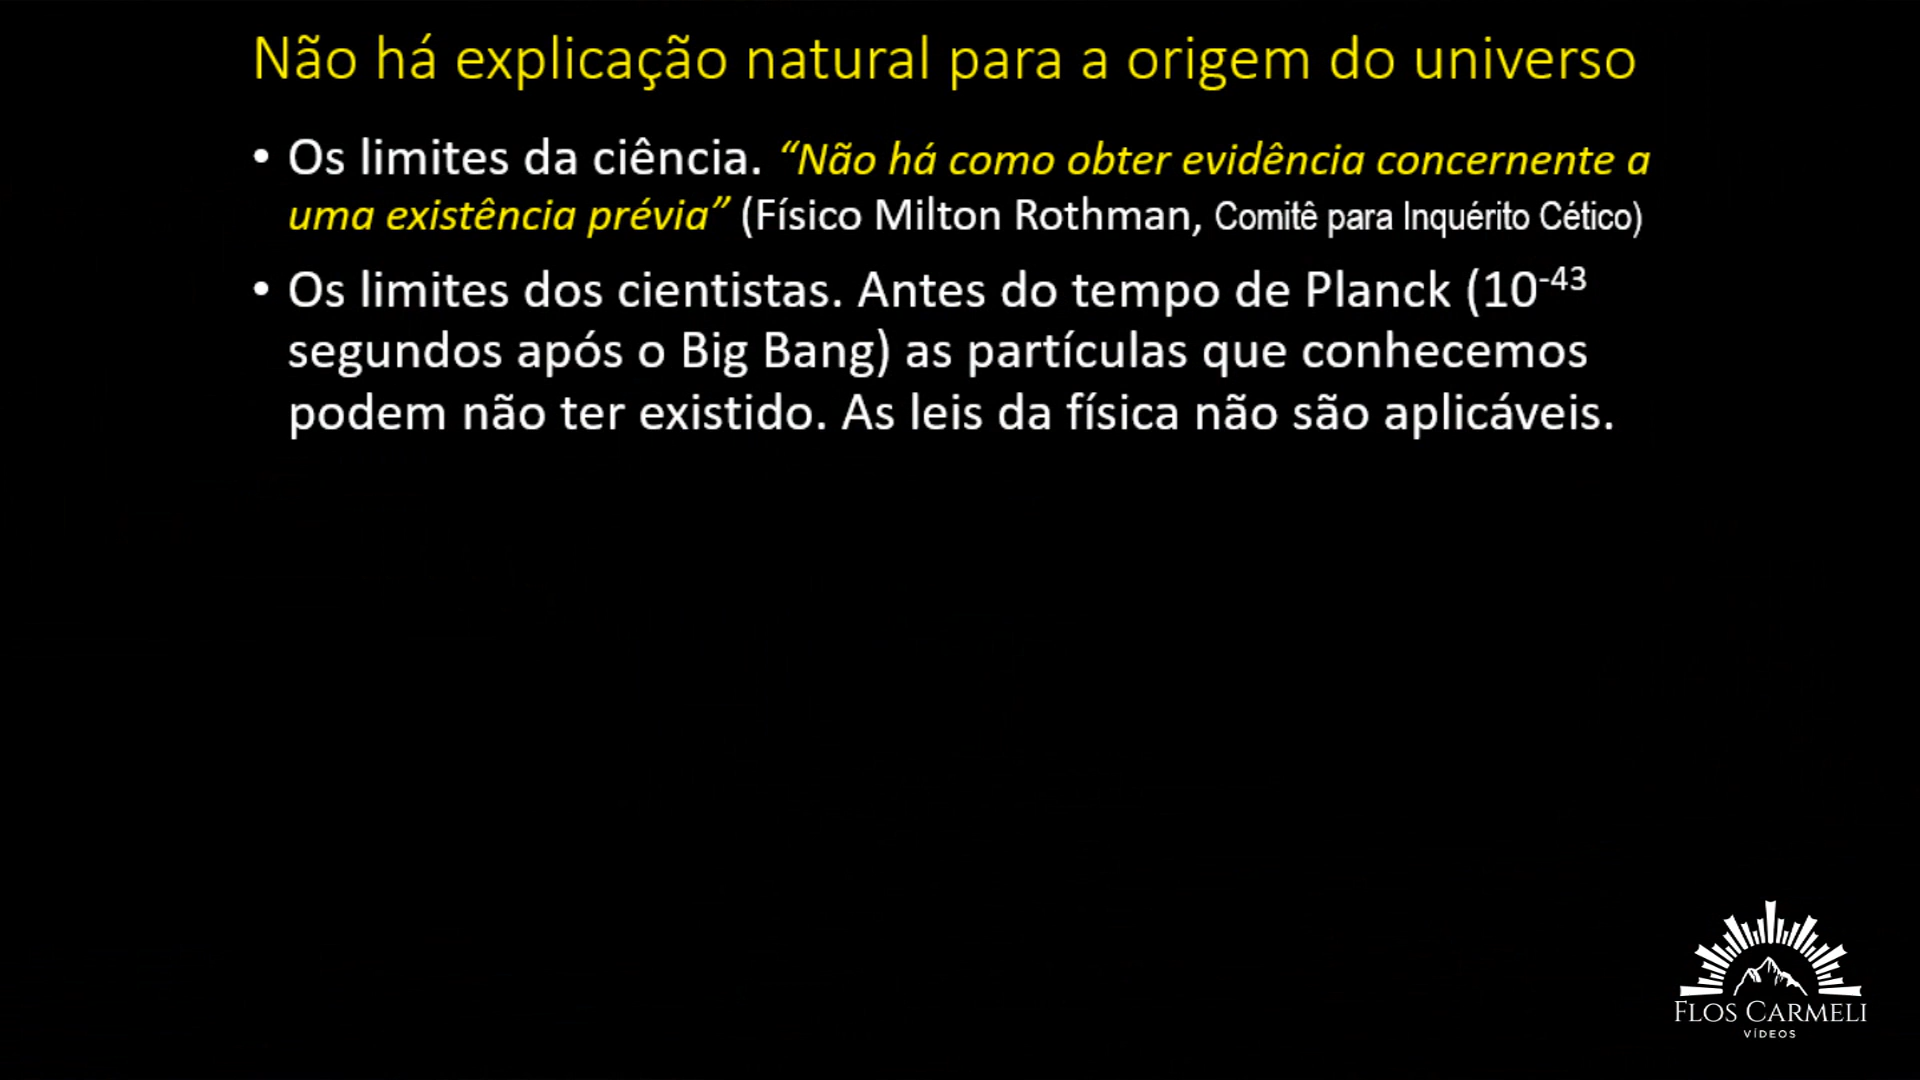 Não há explicação natural para a origem do universo
• Os limites da ciência. “Não há como obter evidência concernente a
uma existência prévia” (Físico Milton Rothman, Comitê para Inquérito Cético)
• Os limites dos cientistas. Antes do tempo de Planck (10⁻⁴³
segundos após o Big Bang) as partículas que conhecemos
podem não ter existido. As leis da física não são aplicáveis.
FLOS CARMELI
VÍDEOS